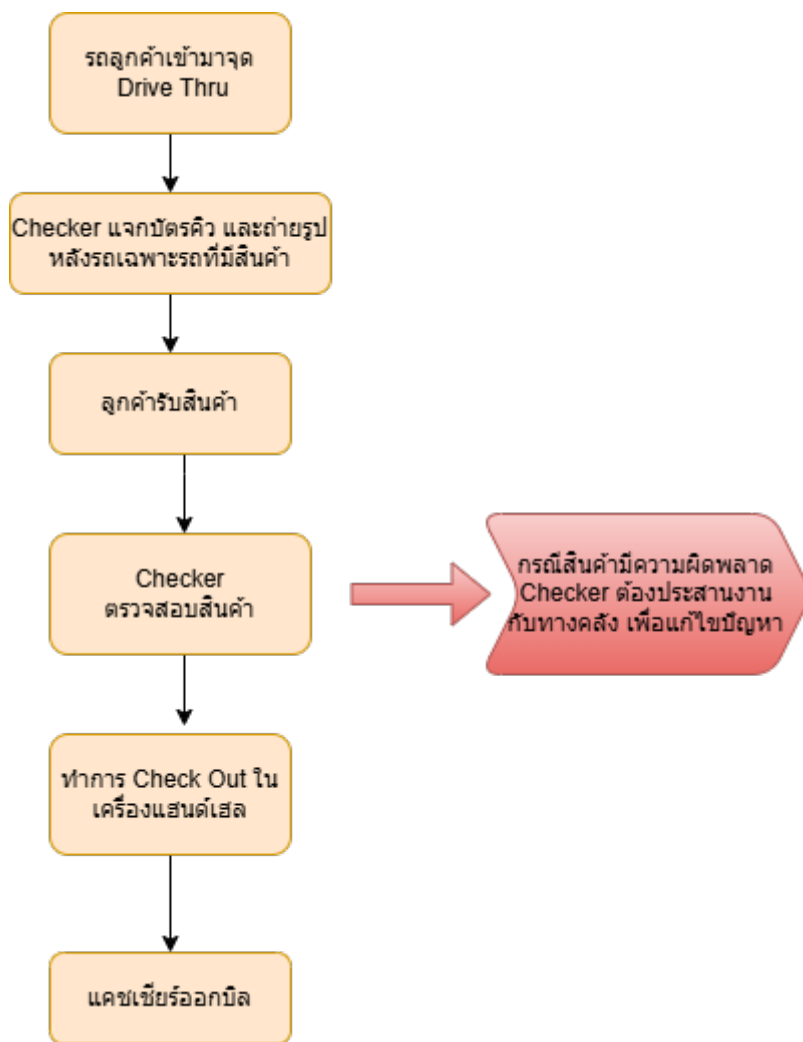 รถลูกค้าเข้ามาจุด
Drive Thru
Checker แจกบัตรคิว และถ่ายรูป
หลังรถเฉพาะรถที่มีสินค้า
ลูกค้ารับสินค้า
Checker
ตรวจสอบสินค้า
กรณีสินค้ามีความผิดพลาด
Checker ต้องประสานงาน
กับทางคลัง เพื่อแก้ไขปัญหา
ทำการ Check Out ใน
เครื่องแฮนด์เฮล
แคชเชียร์ออกบิล